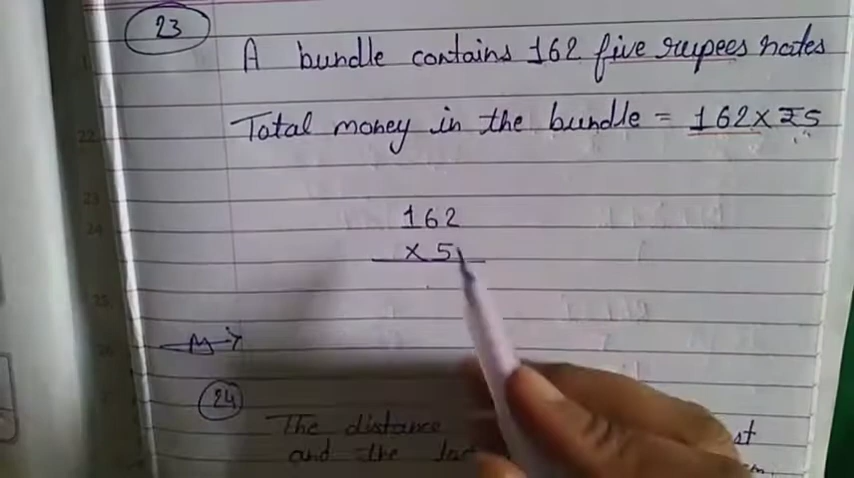 23
A bundle contains 162 five rupees notes
Total money in the bundle = 162 x ₹5
162
x 5
24
The distance
st
and the